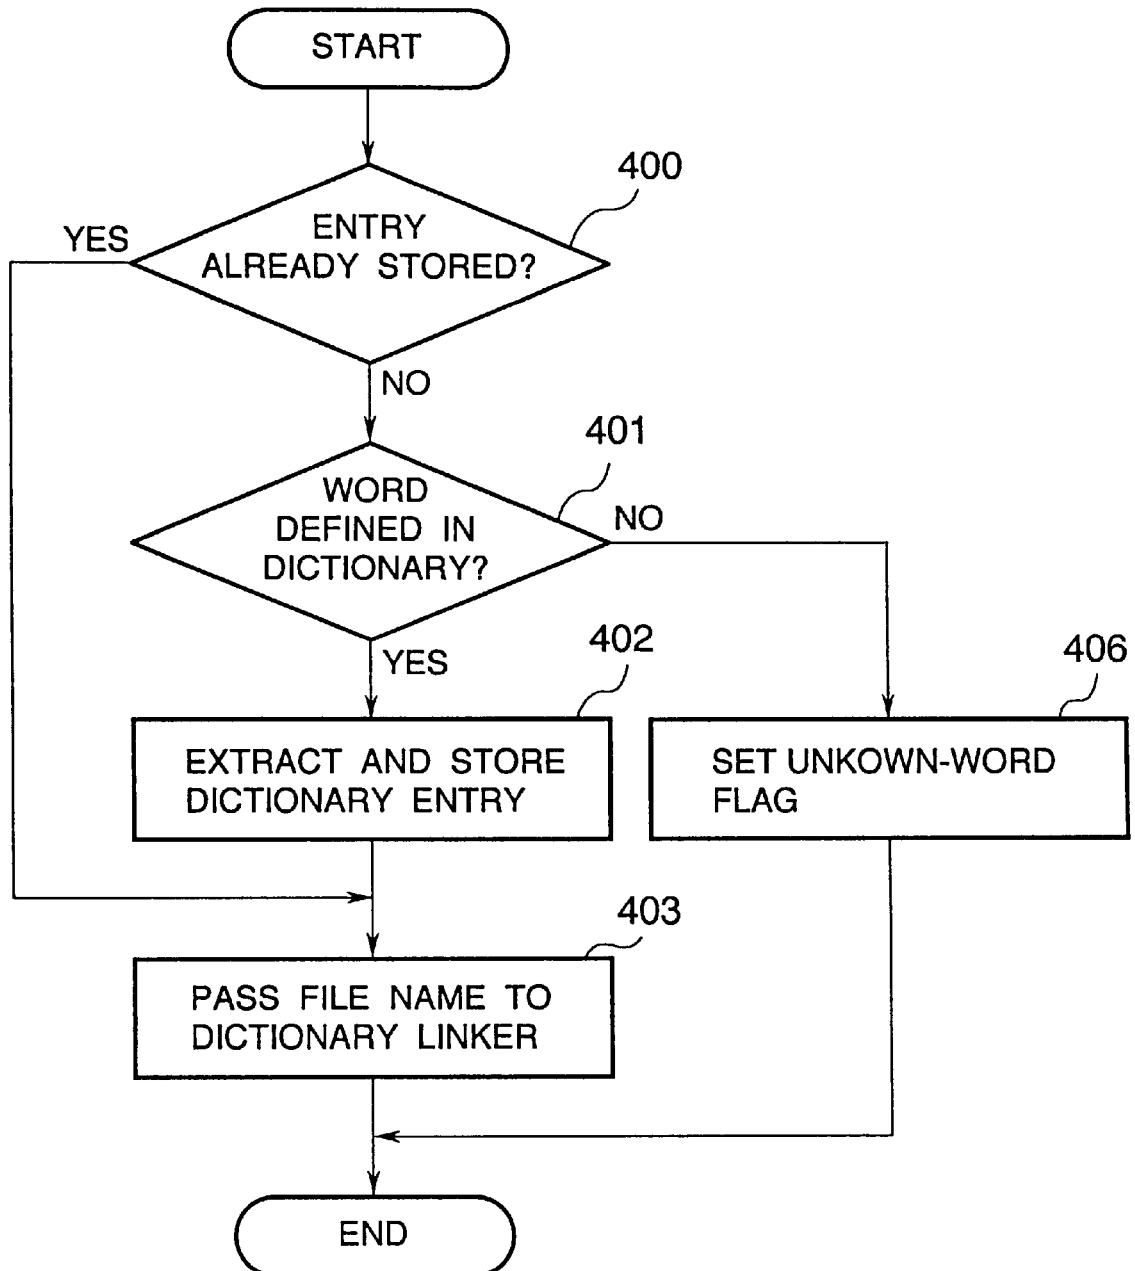 START
400
YES
ENTRY
ALREADY STORED?
NO
401
WORD
DEFINED IN
DICTIONARY?
NO
YES
402
406
EXTRACT AND STORE
DICTIONARY ENTRY
SET UNKOWN-WORD
FLAG
403
PASS FILE NAME TO
DICTIONARY LINKER
END